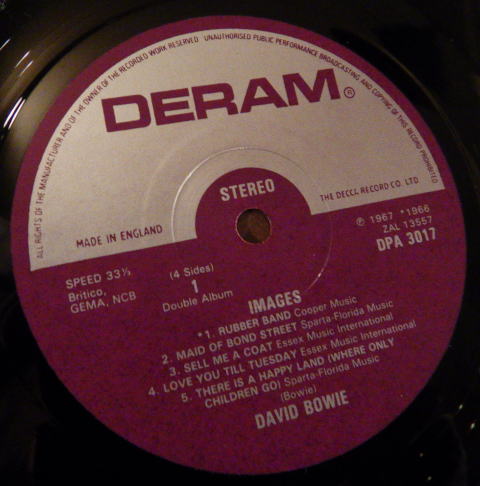 ALL RIGHTS OF THE MANUFACTURER AND OF THE OWNER OF THE RECORDED WORK RESERVED UNAUTHORISED PUBLIC PERFORMANCE BROADCASTING AND COPYING OF THIS RECORD PROHIBITED
DERAM®
STEREO
THE DECCA RECORD CO. LTD
MADE IN ENGLAND
℗ 1967 *1966
ZAL 13557
DPA 3017
SPEED 33⅓
Britico,
GEMA, NCB
(4 Sides)
1
Double Album
IMAGES
*1. RUBBER BAND Cooper Music
2. MAID OF BOND STREET Sparta-Florida Music
3. SELL ME A COAT Essex Music International
4. LOVE YOU TILL TUESDAY Essex Music International
5. THERE IS A HAPPY LAND (WHERE ONLY
CHILDREN GO) Sparta-Florida Music
(Bowie)
DAVID BOWIE